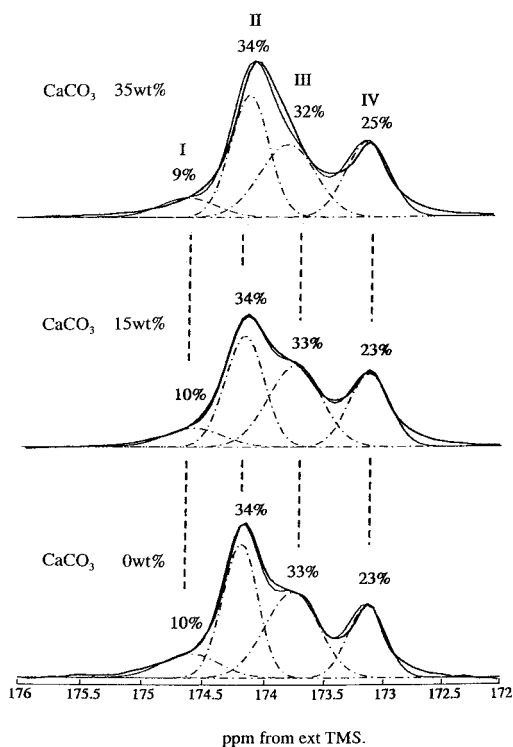 II
34%
III
32%
IV
25%
CaCO₃ 35wt%
I
9%
34%
CaCO₃ 15wt%
33%
23%
10%
34%
CaCO₃ 0wt%
33%
23%
10%
176 175.5 175 174.5 174 173.5 173 172.5 172
ppm from ext TMS.